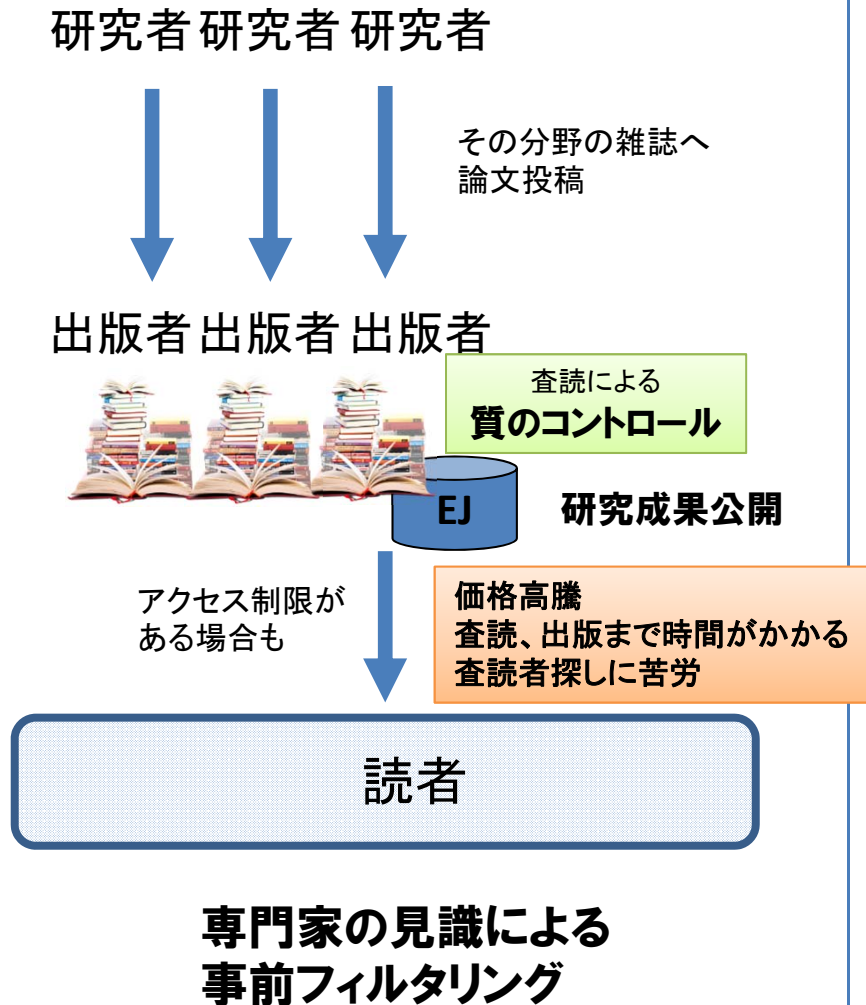 研究者 研究者 研究者
その分野の雑誌へ
論文投稿
出版者 出版者 出版者
査読による
質のコントロール
EJ
研究成果公開
アクセス制限が
ある場合も
価格高騰
査読、出版まで時間がかかる
査読者探しに苦労
読者
専門家の見識による
事前フィルタリング